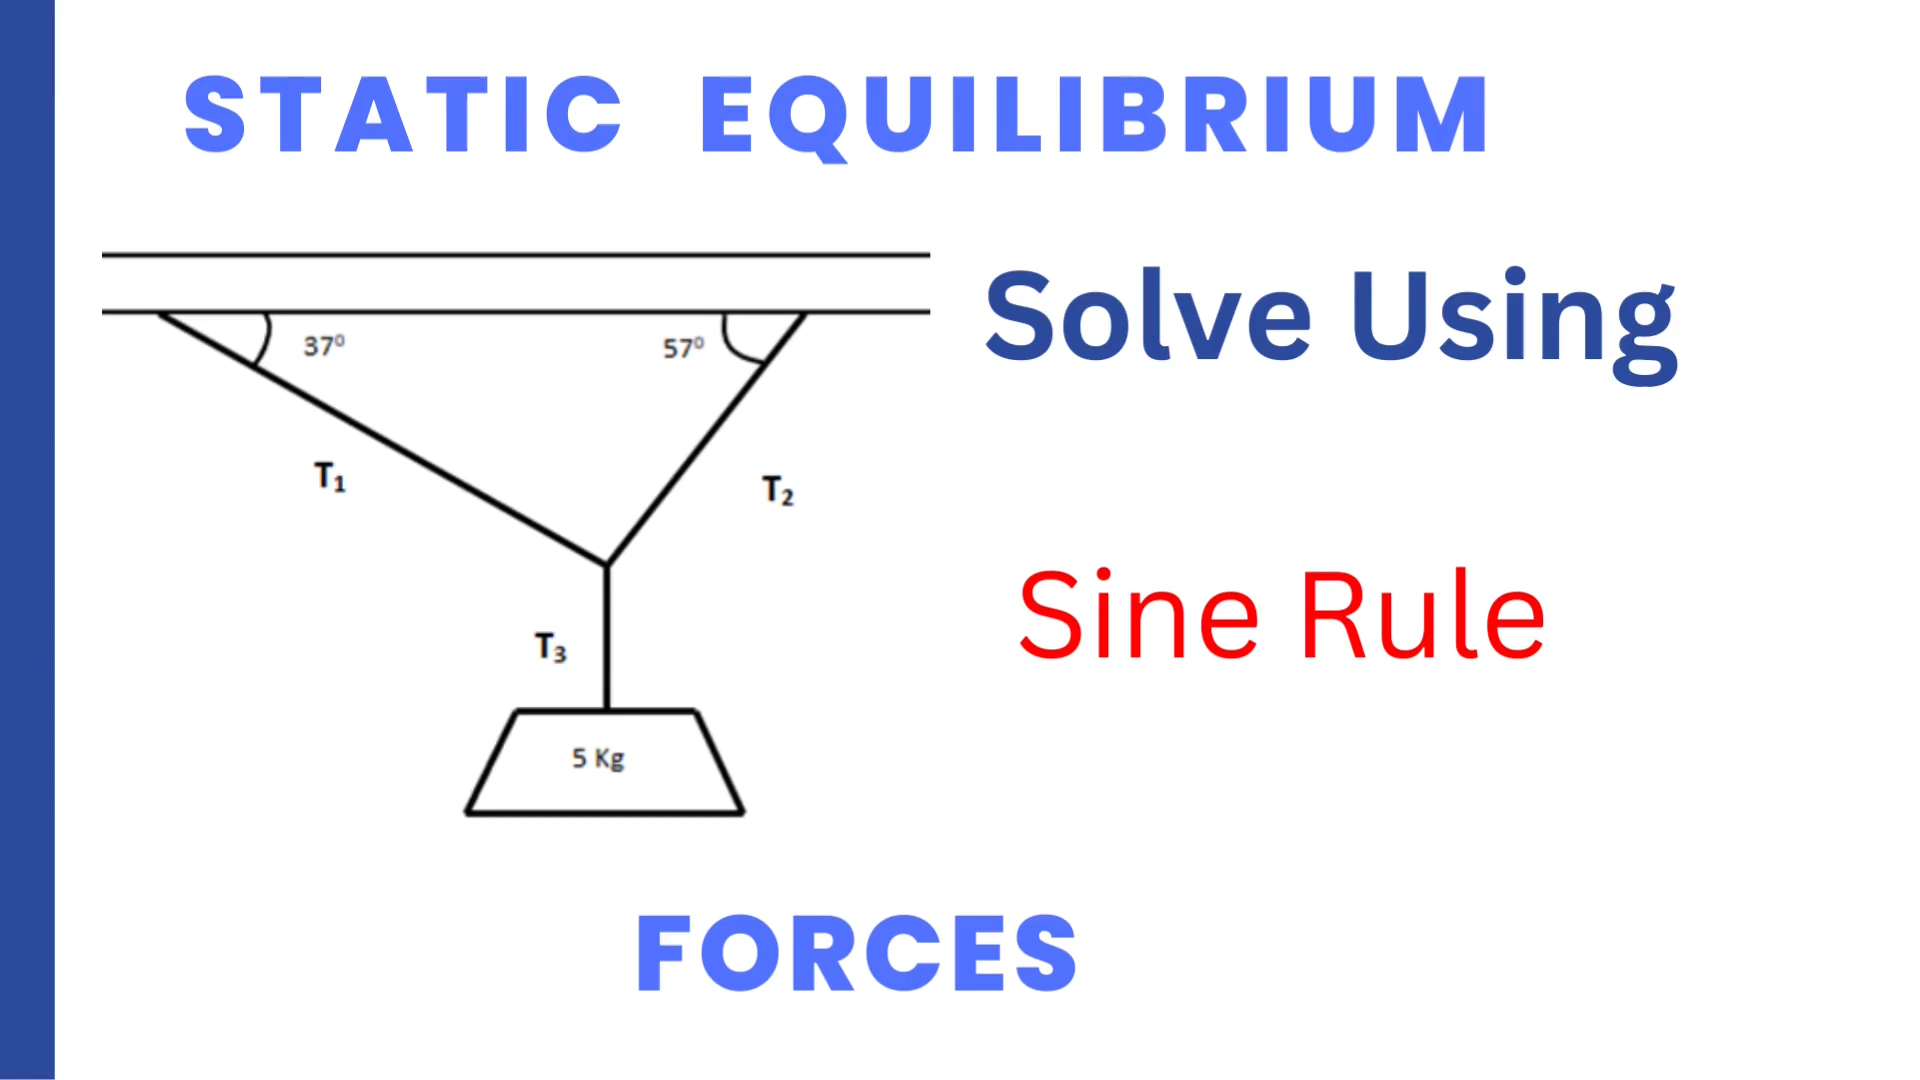 STATIC EQUILIBRIUM
Solve Using
37⁰
57⁰
T₁
T₂
Sine Rule
T₃
5 Kg
FORCES